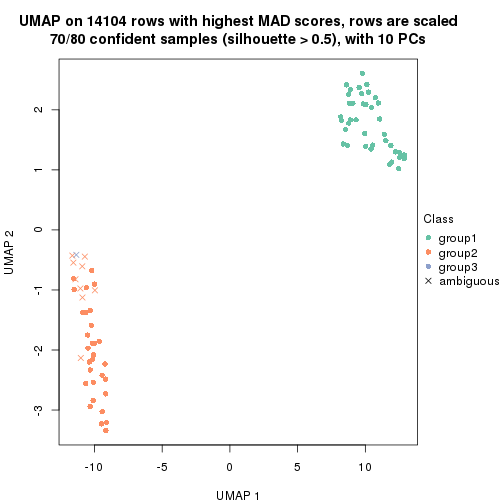 UMAP on 14104 rows with highest MAD scores, rows are scaled
70/80 confident samples (silhouette > 0.5), with 10 PCs
2
1
0
-1
-2
-3
UMAP 2
-10
-5
0
5
10
UMAP 1
Class
group1
group2
group3
ambiguous